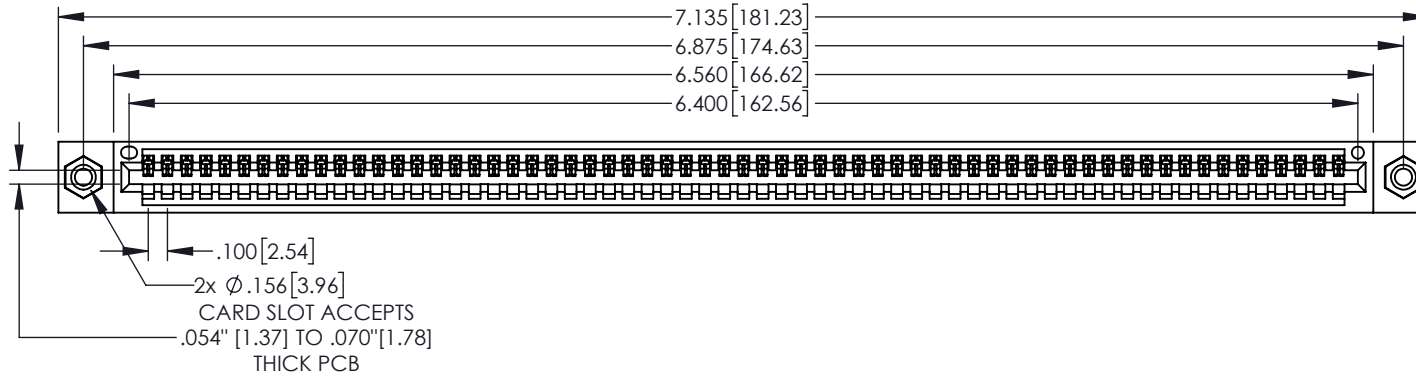 7.135[181.23]
6.875[174.63]
6.560[166.62]
6.400[162.56]
.100[2.54]
2x Ø.156[3.96]
CARD SLOT ACCEPTS
.054" [1.37] TO .070"[1.78]
THICK PCB